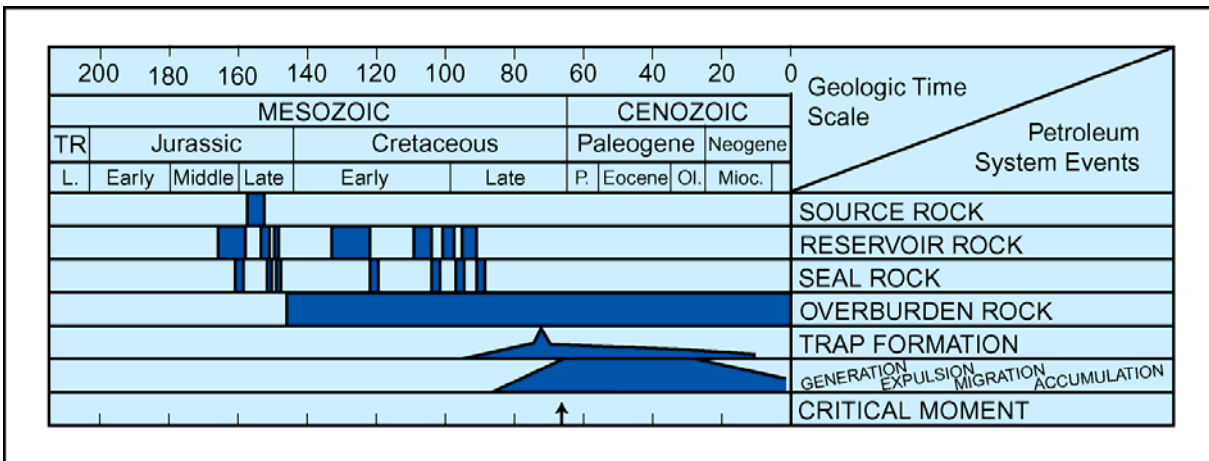 200 180 160 140 120 100 80 60 40 20 0
Geologic Time
Scale
Petroleum
System Events
MESOZOIC CENOZOIC
TR Jurassic Cretaceous Paleogene Neogene
L. Early Middle Late Early Late P. Eocene Ol. Mioc.
SOURCE ROCK
RESERVOIR ROCK
SEAL ROCK
OVERBURDEN ROCK
TRAP FORMATION
GENERATION EXPULSION MIGRATION ACCUMULATION
CRITICAL MOMENT